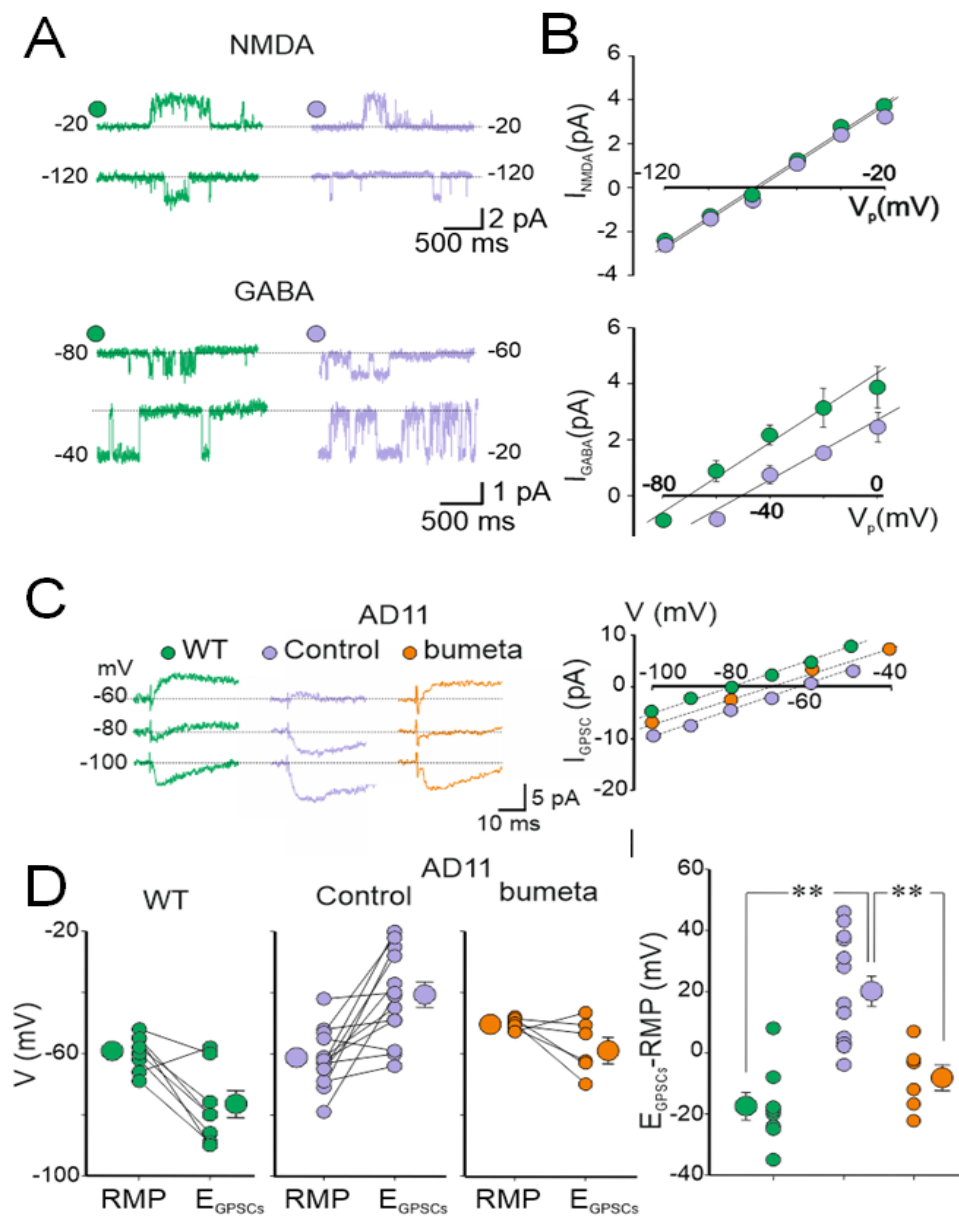 A
NMDA
-20
-20
-120
-120
2 pA
500 ms
GABA
-80
-60
-40
-20
1 pA
500 ms
B
6
4
2
0
-2
-4
I_NMDA(pA)
-120
-20
V_p(mV)
6
4
2
0
I_GABA(pA)
-80
-40
0
V_p(mV)
C
AD11
WT
Control
bumeta
mV
-60
-80
-100
5 pA
10 ms
V (mV)
10
0
-10
-20
I_GPSC (pA)
-100
-80
-60
-40
D
AD11
WT
Control
bumeta
-20
-60
-100
V (mV)
RMP E_GPSCs
RMP E_GPSCs
RMP E_GPSCs
60
40
20
0
-20
-40
E_GPSCs-RMP (mV)
** **